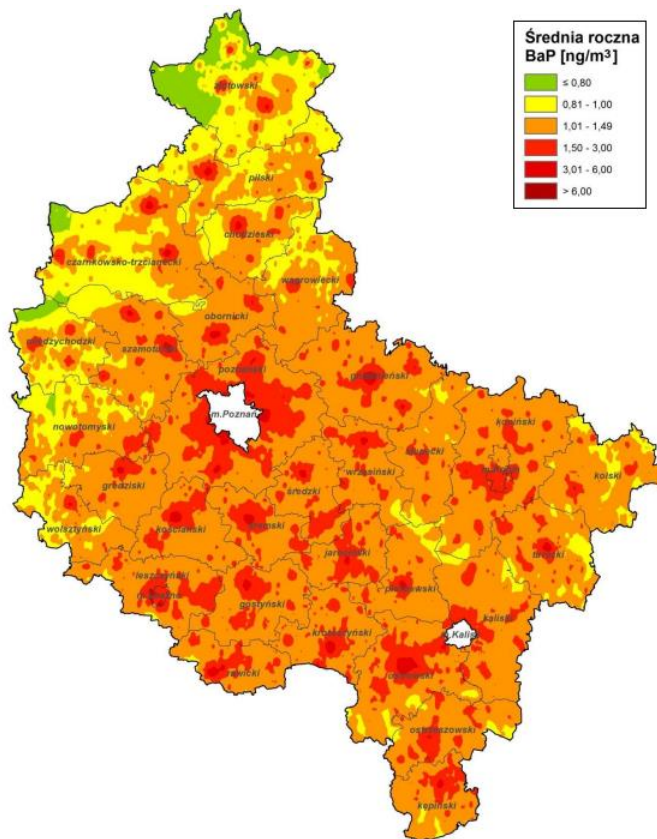 Średnia roczna
BaP [ng/m³]
≤ 0,80
0,81 - 1,00
1,01 - 1,49
1,50 - 3,00
3,01 - 6,00
> 6,00
złotowski
pilski
chodzieski
czarnkowsko-trzcianecki
wągrowiecki
obornicki
międzychodzki
szamotulski
poznański
gnieźnieński
m.Poznań
koniński
nowotomyski
słupecki
wrzesiński
kolski
grodziski
średzki
wolsztyński
kościański
śremski
turecki
jarociński
leszczyński
pleszewski
gostyński
kaliski
krotoszyński
m.Kalisz
rawicki
ostrowski
ostrzeszowski
kępiński